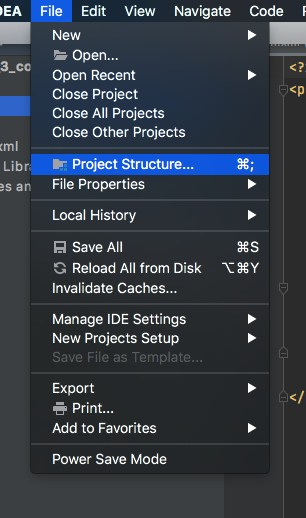 DEA File Edit View Navigate Code
New
Open...
Open Recent
Close Project
Close All Projects
Close Other Projects
Project Structure... ⌘;
File Properties
Local History
Save All ⌘S
Reload All from Disk ⌥⌘Y
Invalidate Caches...
Manage IDE Settings
New Projects Setup
Save File as Template...
Export
Print...
Add to Favorites
Power Save Mode
3_co
xml
Libra
es an
<?
<p
</